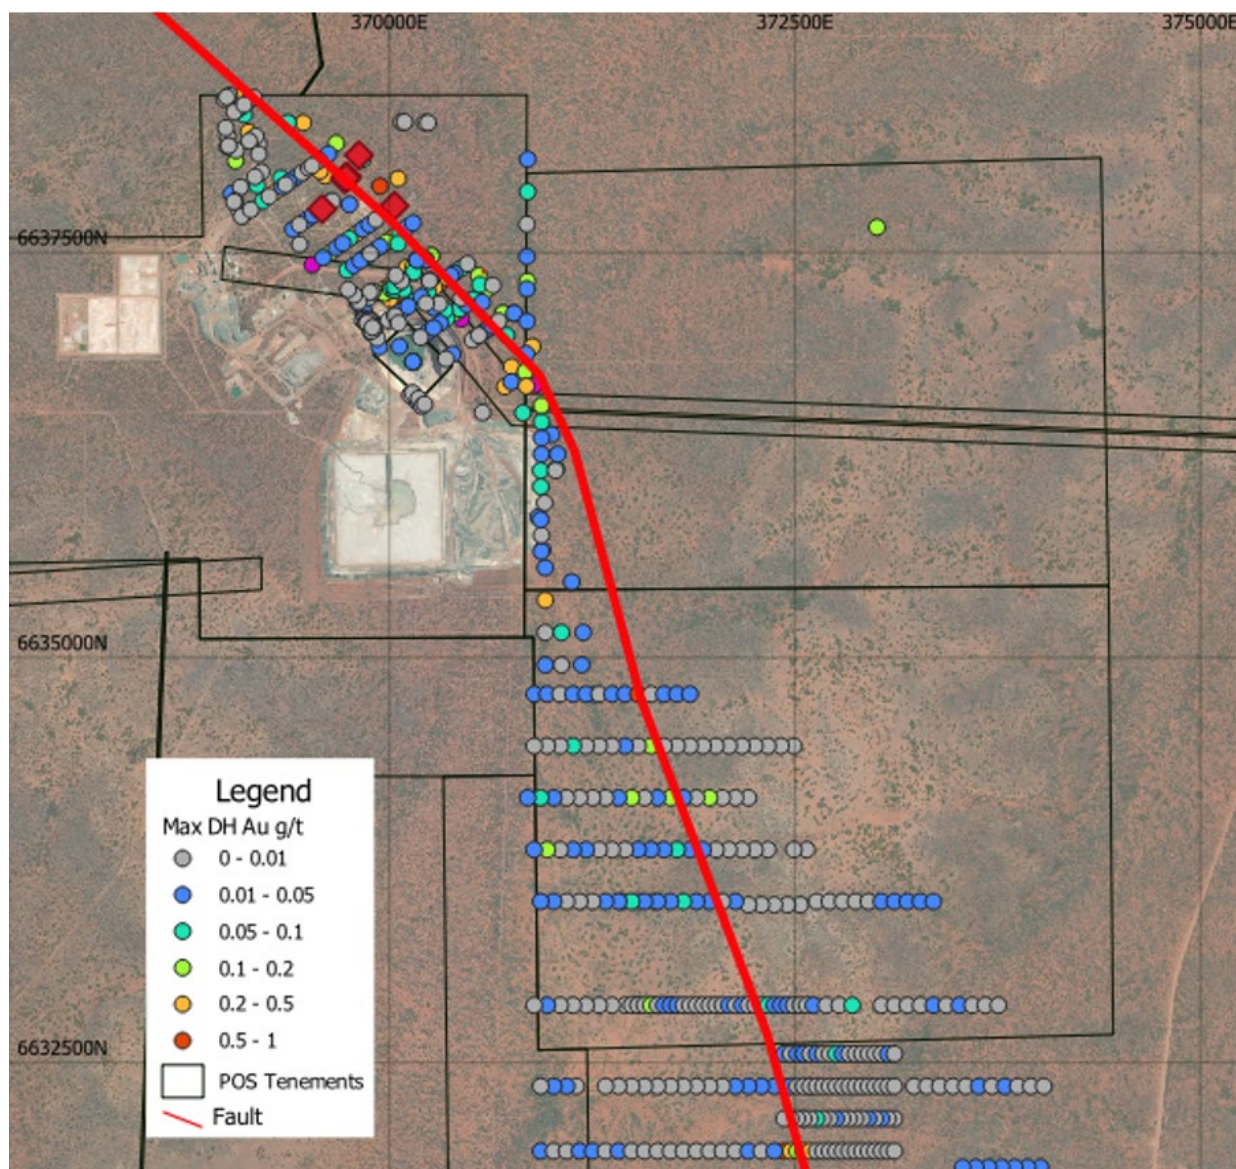 370000E
372500E
375000E
6637500N
6635000N
6632500N
Legend
Max DH Au g/t
0 - 0.01
0.01 - 0.05
0.05 - 0.1
0.1 - 0.2
0.2 - 0.5
0.5 - 1
POS Tenements
Fault